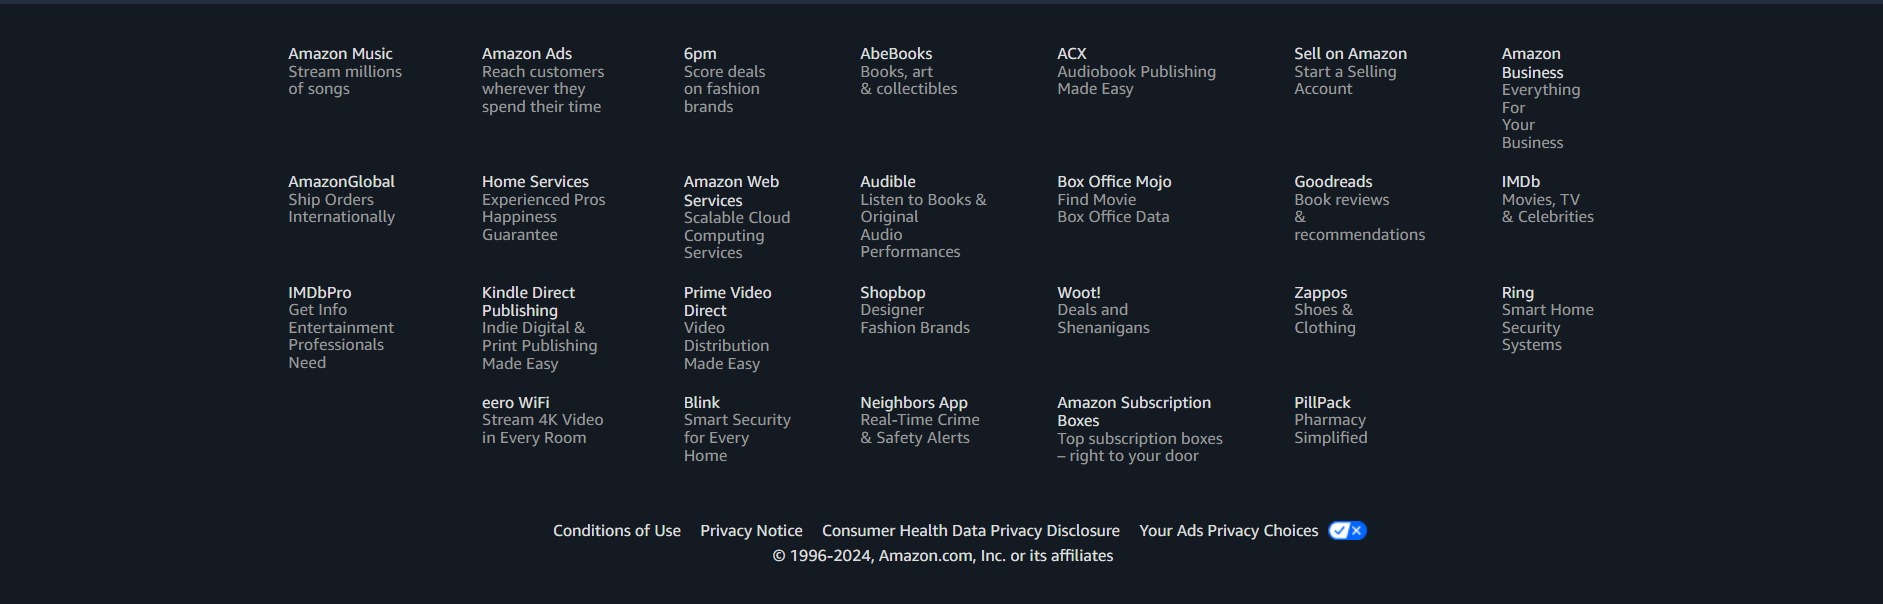 Amazon Music
Stream millions
of songs
Amazon Ads
Reach customers
wherever they
spend their time
6pm
Score deals
on fashion
brands
AbeBooks
Books, art
& collectibles
ACX
Audiobook Publishing
Made Easy
Sell on Amazon
Start a Selling
Account
Amazon
Business
Everything
For
Your
Business
AmazonGlobal
Ship Orders
Internationally
Home Services
Experienced Pros
Happiness
Guarantee
Amazon Web
Services
Scalable Cloud
Computing
Services
Audible
Listen to Books &
Original
Audio
Performances
Box Office Mojo
Find Movie
Box Office Data
Goodreads
Book reviews
&
recommendations
IMDb
Movies, TV
& Celebrities
IMDbPro
Get Info
Entertainment
Professionals
Need
Kindle Direct
Publishing
Indie Digital &
Print Publishing
Made Easy
Prime Video
Direct
Video
Distribution
Made Easy
Shopbop
Designer
Fashion Brands
Woot!
Deals and
Shenanigans
Zappos
Shoes &
Clothing
Ring
Smart Home
Security
Systems
eero WiFi
Stream 4K Video
in Every Room
Blink
Smart Security
for Every
Home
Neighbors App
Real-Time Crime
& Safety Alerts
Amazon Subscription
Boxes
Top subscription boxes
– right to your door
PillPack
Pharmacy
Simplified
Conditions of Use Privacy Notice Consumer Health Data Privacy Disclosure Your Ads Privacy Choices
© 1996-2024, Amazon.com, Inc. or its affiliates